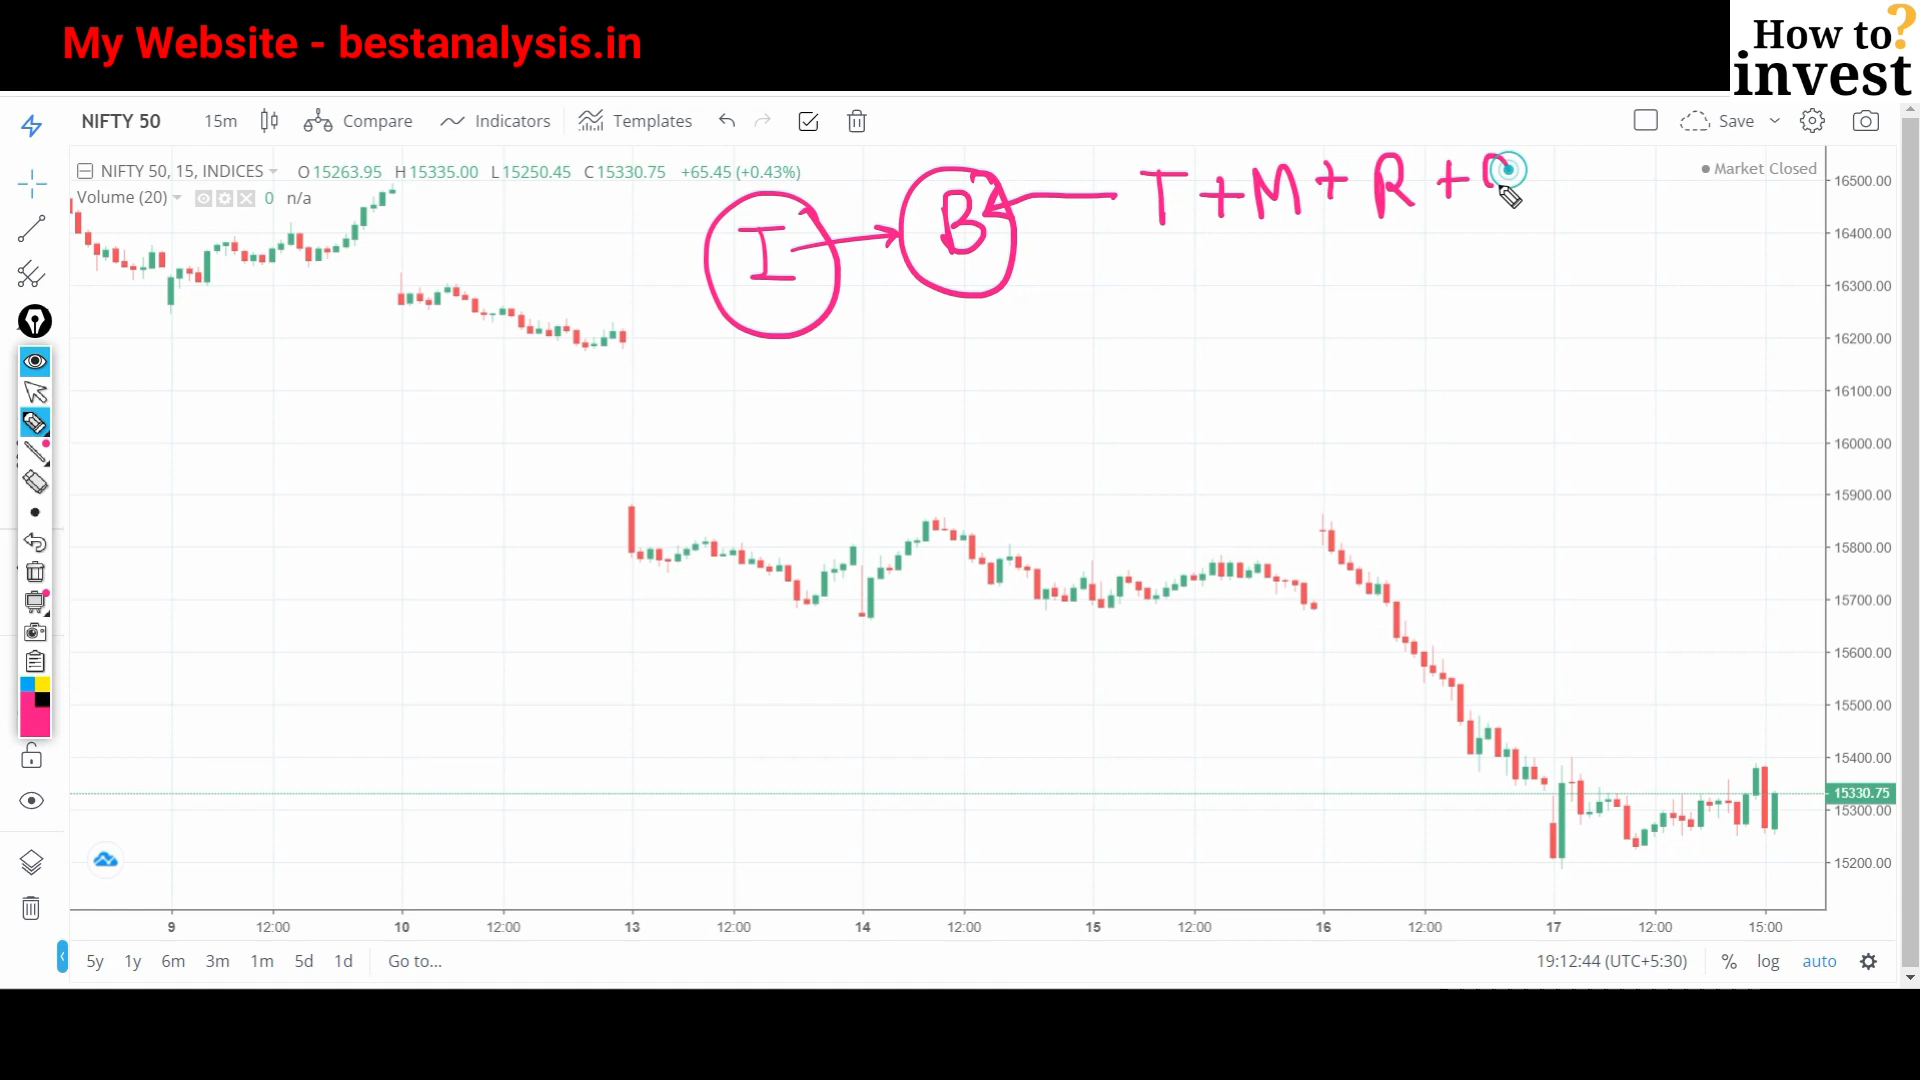 My Website - bestanalysis.in
How to?
invest
NIFTY 50 15m Compare Indicators Templates Save
NIFTY 50, 15, INDICES O15263.95 H15335.00 L15250.45 C15330.75 +65.45 (+0.43%)
Market Closed
Volume (20) 0 n/a
I B T + M + R +
16500.00
16400.00
16300.00
16200.00
16100.00
16000.00
15900.00
15800.00
15700.00
15600.00
15500.00
15400.00
15330.75
15300.00
15200.00
9 12:00 10 12:00 13 12:00 14 12:00 15 12:00 16 12:00 17 12:00 15:00
5y 1y 6m 3m 1m 5d 1d Go to... 19:12:44 (UTC+5:30) % log auto